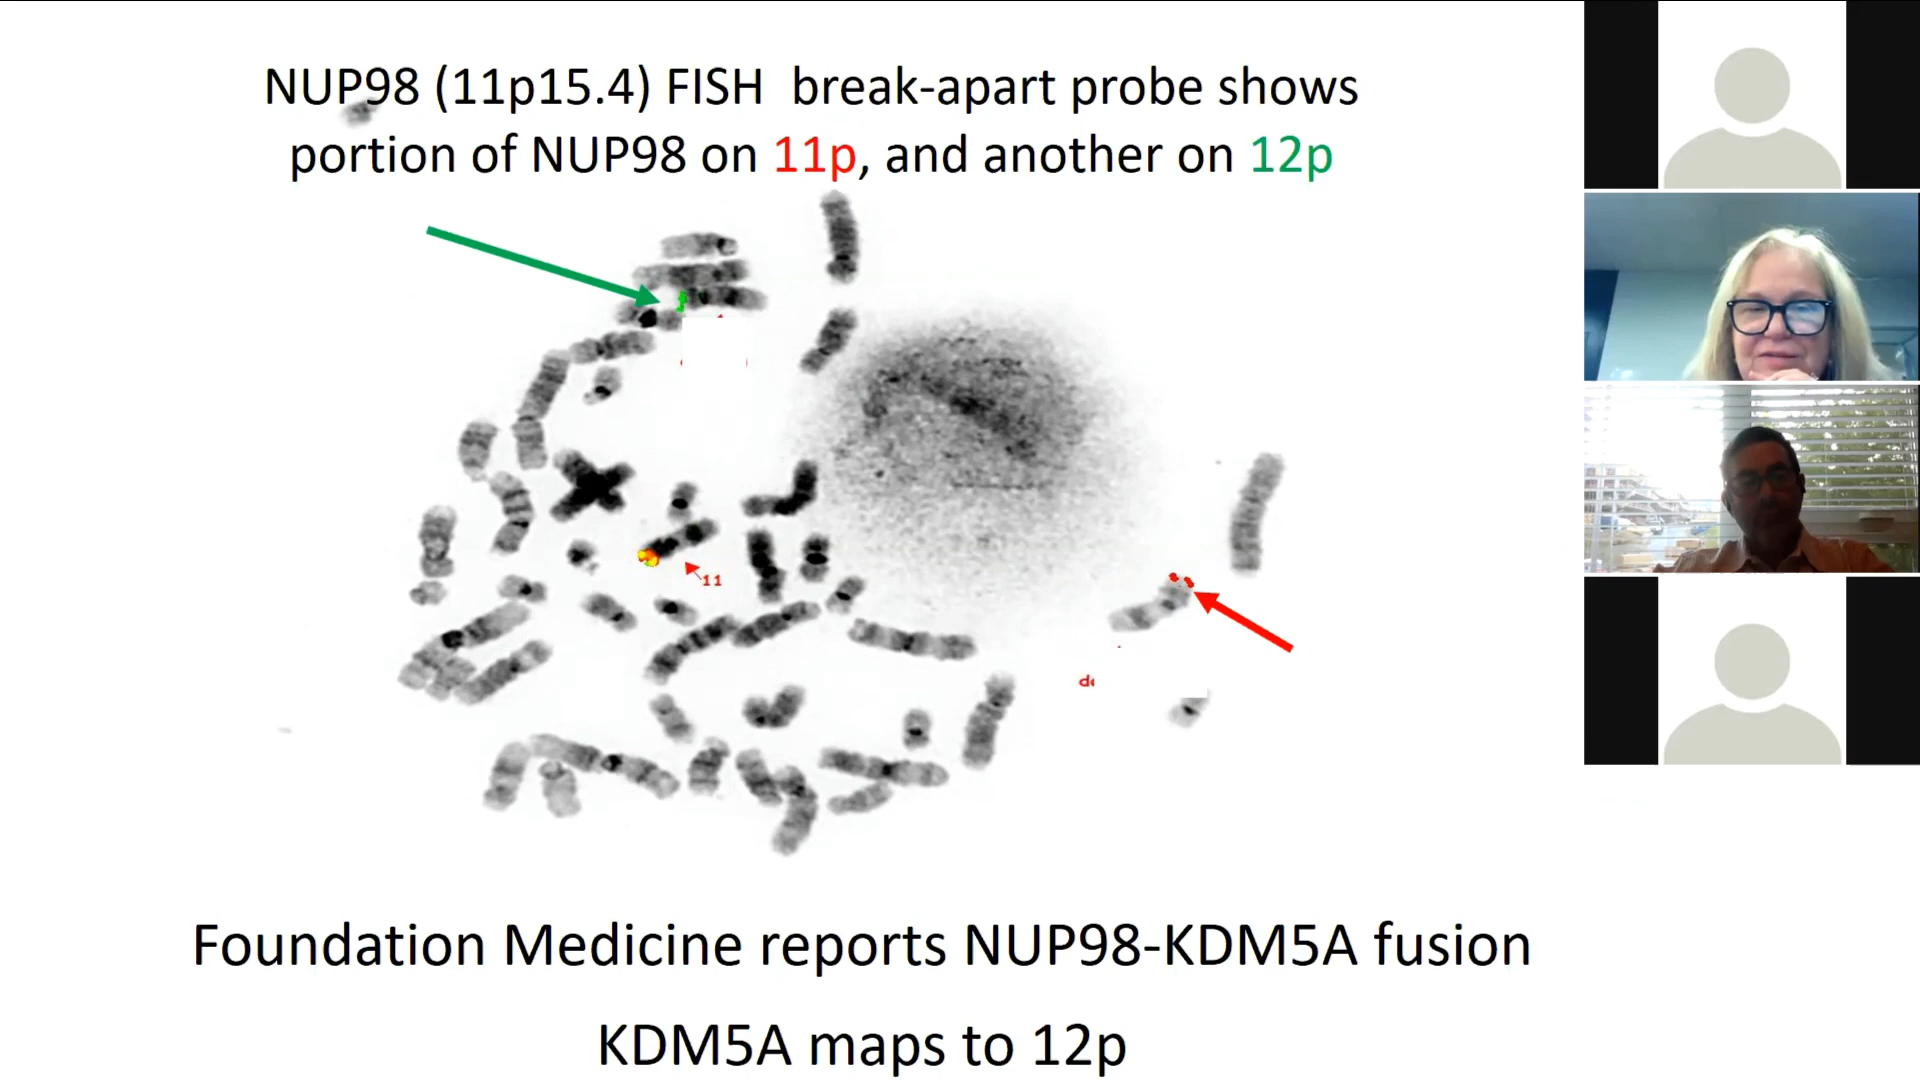 NUP98 (11p15.4) FISH break-apart probe shows
portion of NUP98 on 11p, and another on 12p
11
Foundation Medicine reports NUP98-KDM5A fusion
KDM5A maps to 12p